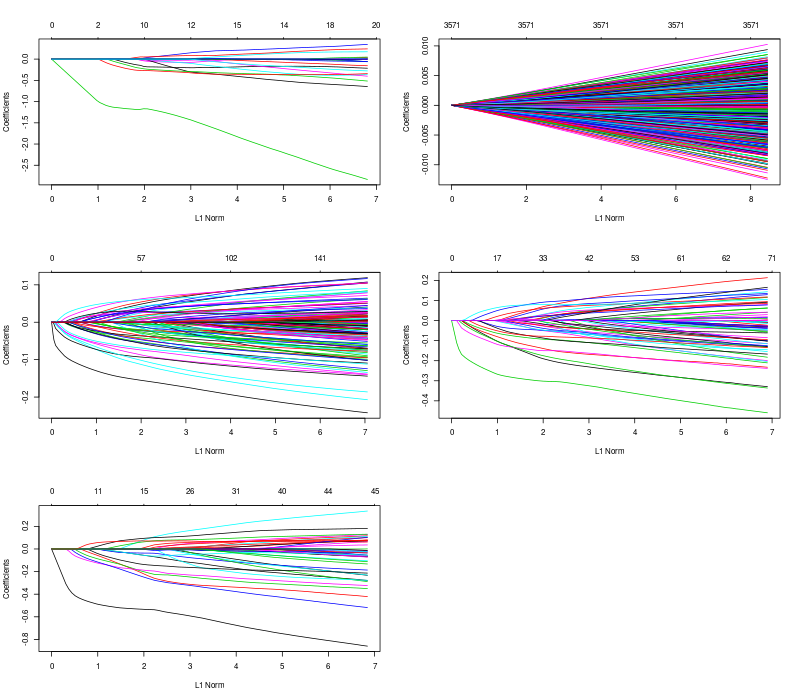 0 2 10 12 15 14 18 20
Coefficients
0.0
-0.5
-1.0
-1.5
-2.0
-2.5
0 1 2 3 4 5 6 7
L1 Norm
3571 3571 3571 3571 3571
Coefficients
0.010
0.005
0.000
-0.005
-0.010
0 2 4 6 8
L1 Norm
0 57 102 141
Coefficients
0.1
0.0
-0.1
-0.2
0 1 2 3 4 5 6 7
L1 Norm
0 17 33 42 53 61 62 71
Coefficients
0.2
0.1
0.0
-0.1
-0.2
-0.3
-0.4
0 1 2 3 4 5 6 7
L1 Norm
0 11 15 26 31 40 44 45
Coefficients
0.2
0.0
-0.2
-0.4
-0.6
-0.8
0 1 2 3 4 5 6 7
L1 Norm